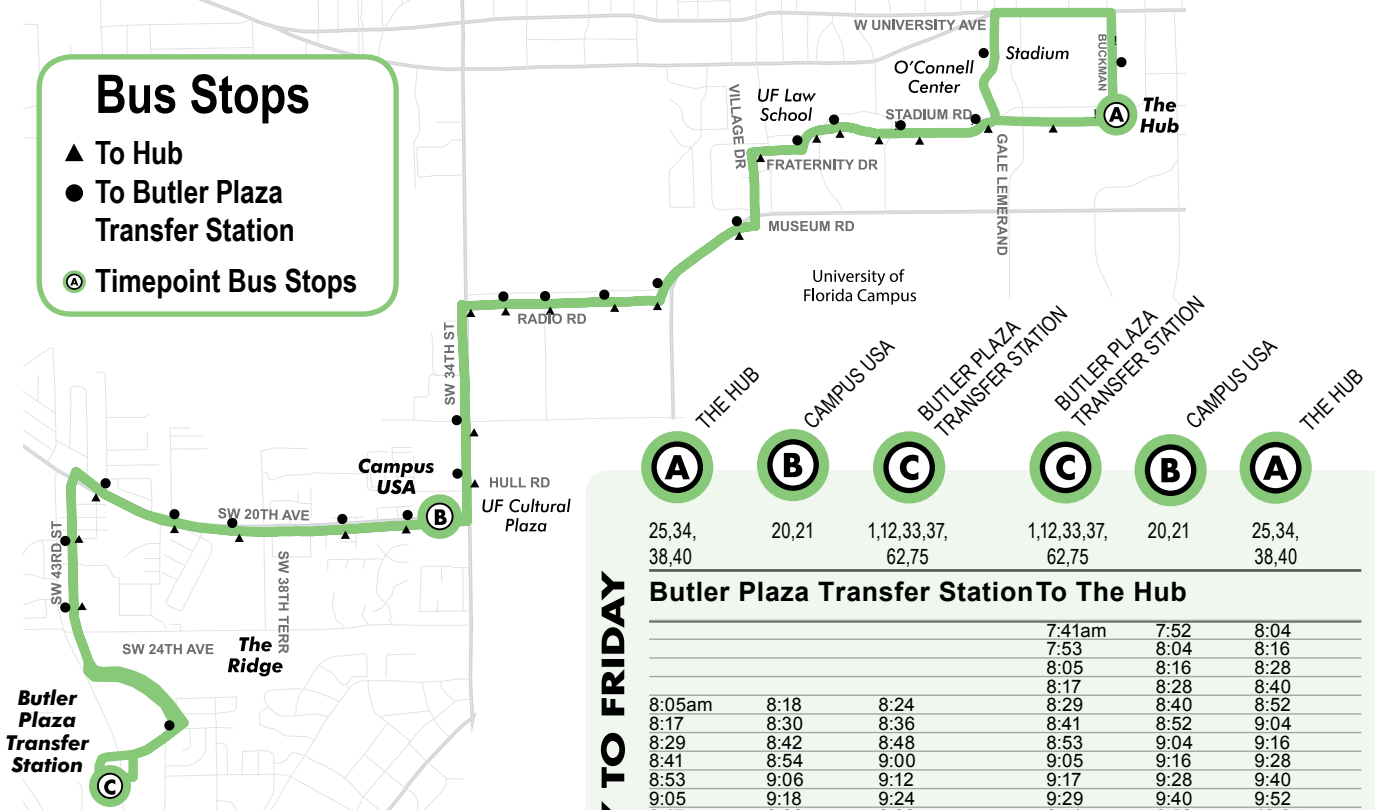 Bus Stops
▲ To Hub
● To Butler Plaza
Transfer Station
Ⓐ Timepoint Bus Stops
W UNIVERSITY AVE
BUCKMAN
Stadium
O'Connell
Center
The
Hub
A
STADIUM RD
UF Law
School
VILLAGE DR
FRATERNITY DR
GALE LEMERAND
MUSEUM RD
University of
Florida Campus
RADIO RD
SW 34TH ST
Campus
USA
B
HULL RD
UF Cultural
Plaza
SW 20TH AVE
SW 43RD ST
SW 38TH TERR
SW 24TH AVE
The
Ridge
Butler
Plaza
Transfer
Station
C
THE HUB
CAMPUS USA
BUTLER PLAZA
TRANSFER STATION
BUTLER PLAZA
TRANSFER STATION
CAMPUS USA
THE HUB
A B C C B A
25,34, 20,21 1,12,33,37, 1,12,33,37, 20,21 25,34,
38,40 62,75 62,75 38,40
Butler Plaza Transfer Station To The Hub
7:41am 7:52 8:04
7:53 8:04 8:16
8:05 8:16 8:28
8:17 8:28 8:40
8:05am 8:18 8:24 8:29 8:40 8:52
8:17 8:30 8:36 8:41 8:52 9:04
8:29 8:42 8:48 8:53 9:04 9:16
8:41 8:54 9:00 9:05 9:16 9:28
8:53 9:06 9:12 9:17 9:28 9:40
9:05 9:18 9:24 9:29 9:40 9:52
TO FRIDAY